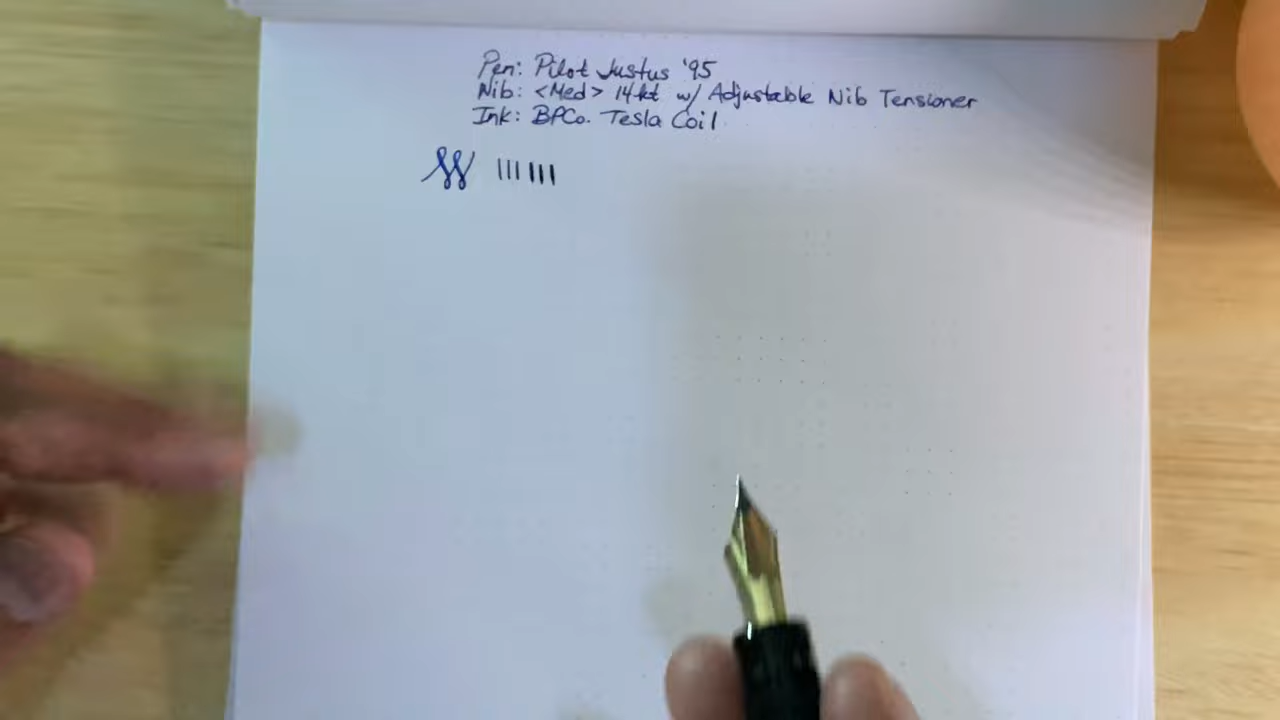 Pen: Pilot Justus '95
Nib: <Med> 14kt w/ Adjustable Nib Tensioner
Ink: BPCo. Tesla Coil